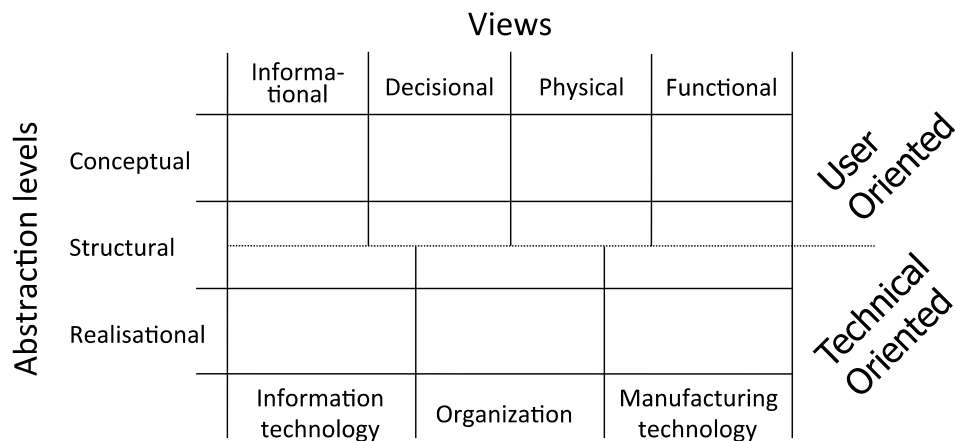 Views
Informa-
tional
Decisional
Physical
Functional
Abstraction levels
Conceptual
Structural
Realisational
User
Oriented
Technical
Oriented
Information
technology
Organization
Manufacturing
technology